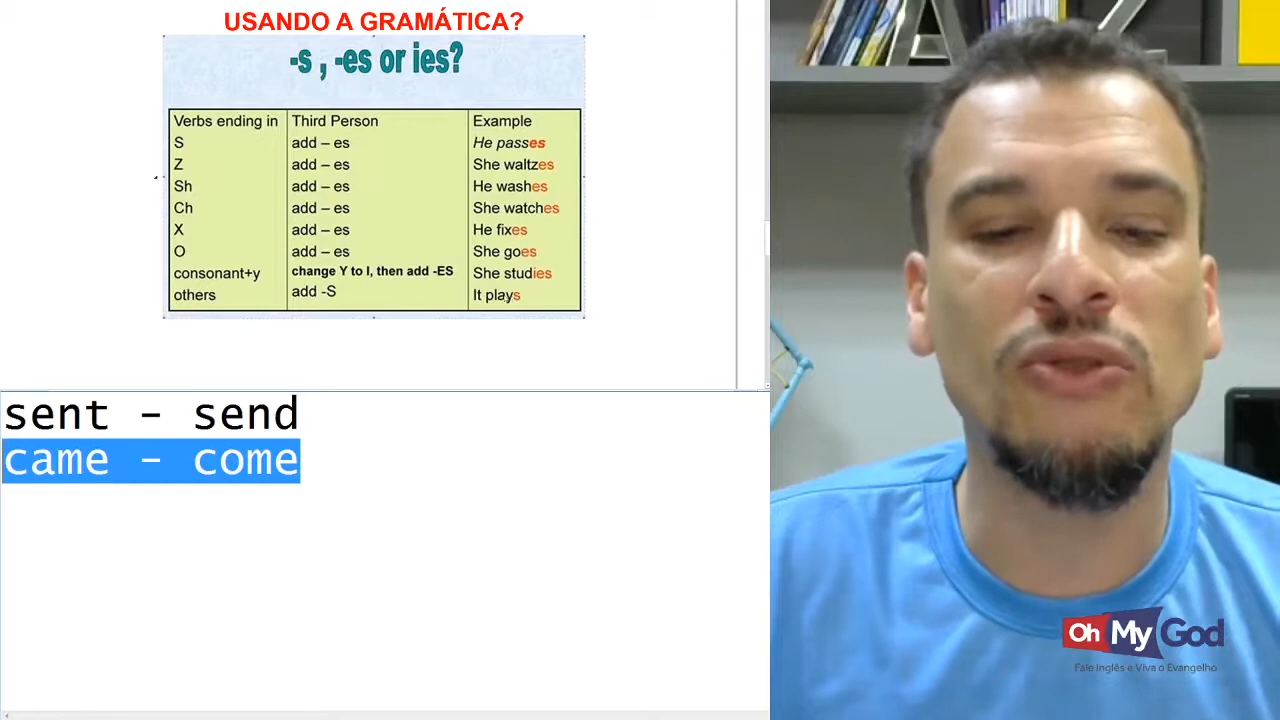 USANDO A GRAMÁTICA?
-s , -es or ies?
Verbs ending in Third Person Example
S add – es He passes
Z add – es She waltzes
Sh add – es He washes
Ch add – es She watches
X add – es He fixes
O add – es She goes
consonant+y change Y to I, then add -ES She studies
others add -S It plays
sent - send
came - come
Oh My God
Fale Inglês e Viva o Evangelho